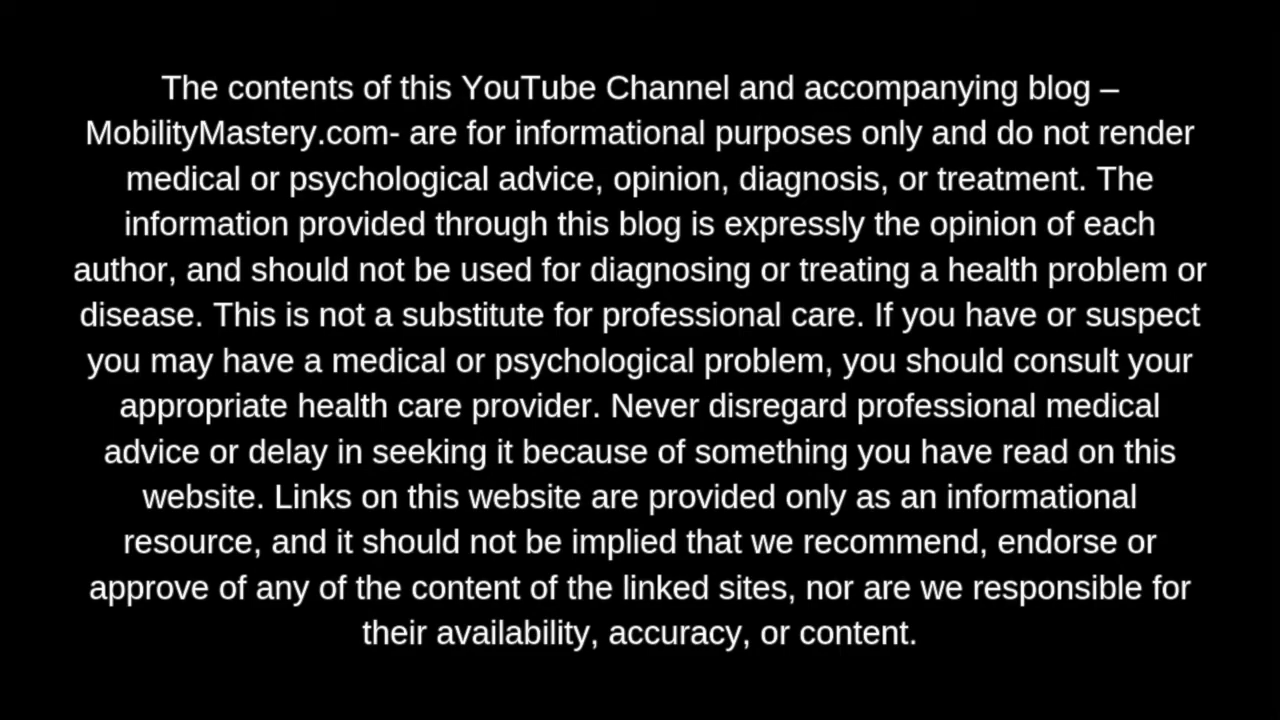 The contents of this YouTube Channel and accompanying blog –
MobilityMastery.com- are for informational purposes only and do not render
medical or psychological advice, opinion, diagnosis, or treatment. The
information provided through this blog is expressly the opinion of each
author, and should not be used for diagnosing or treating a health problem or
disease. This is not a substitute for professional care. If you have or suspect
you may have a medical or psychological problem, you should consult your
appropriate health care provider. Never disregard professional medical
advice or delay in seeking it because of something you have read on this
website. Links on this website are provided only as an informational
resource, and it should not be implied that we recommend, endorse or
approve of any of the content of the linked sites, nor are we responsible for
their availability, accuracy, or content.